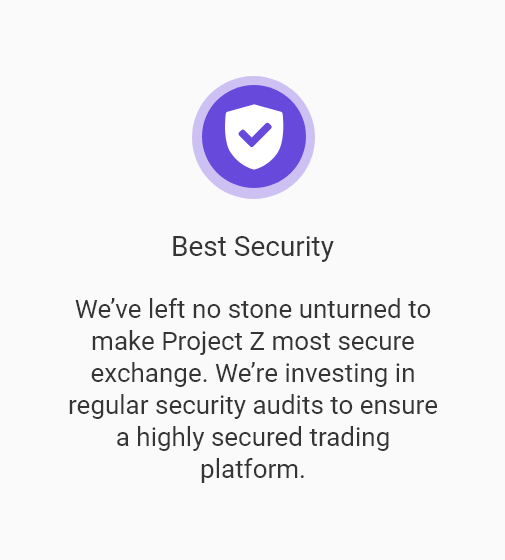 Best Security
We’ve left no stone unturned to
make Project Z most secure
exchange. We’re investing in
regular security audits to ensure
a highly secured trading
platform.